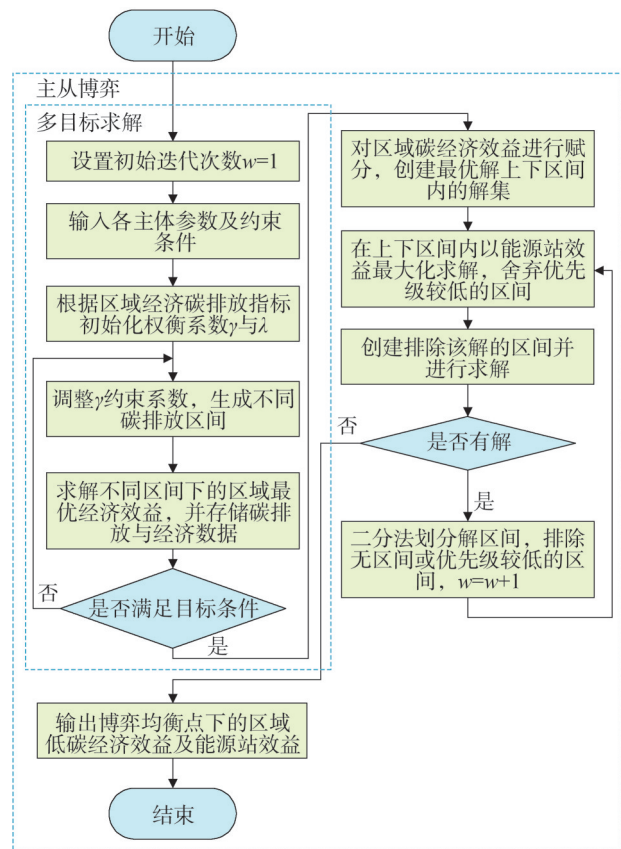 开始
主从博弈
多目标求解
设置初始迭代次数w=1
输入各主体参数及约束
条件
根据区域经济碳排放指标
初始化权衡系数γ与λ
调整γ约束系数，生成不同
碳排放区间
求解不同区间下的区域最
优经济效益，并存储碳排
放与经济数据
否
是否满足目标条件
是
对区域碳经济效益进行赋
分，创建最优解上下区间
内的解集
在上下区间内以能源站效
益最大化求解，舍弃优先
级较低的区间
创建排除该解的区间并
进行求解
否
是否有解
是
二分法划分解区间，排除
无区间或优先级较低的区
间，w=w+1
输出博弈均衡点下的区域
低碳经济效益及能源站效益
结束